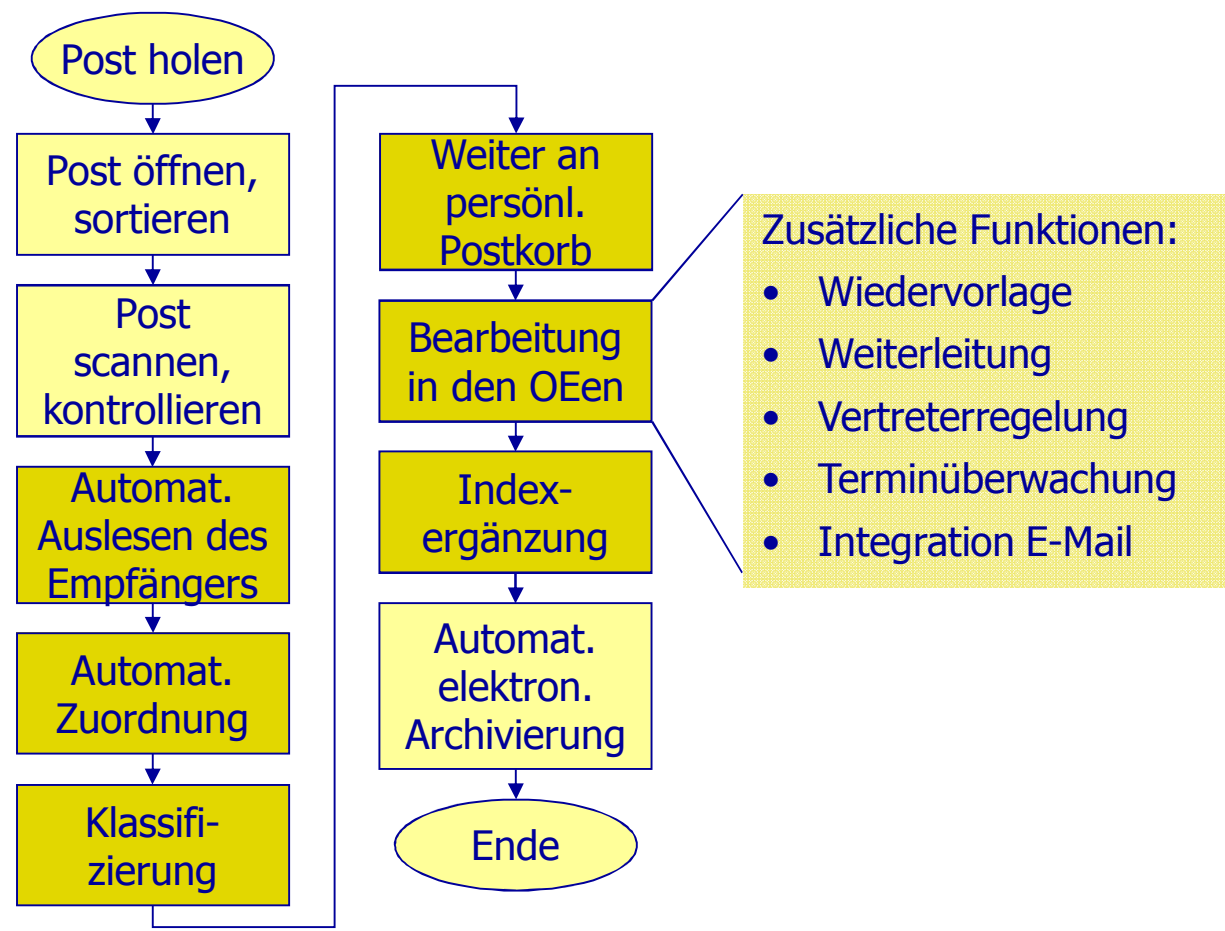 Post holen
Post öffnen,
sortieren
Post
scannen,
kontrollieren
Automat.
Auslesen des
Empfängers
Automat.
Zuordnung
Klassifi-
zierung
Weiter an
persönl.
Postkorb
Bearbeitung
in den OEen
Index-
ergänzung
Automat.
elektron.
Archivierung
Ende
Zusätzliche Funktionen:
• Wiedervorlage
• Weiterleitung
• Vertreterregelung
• Terminüberwachung
• Integration E-Mail